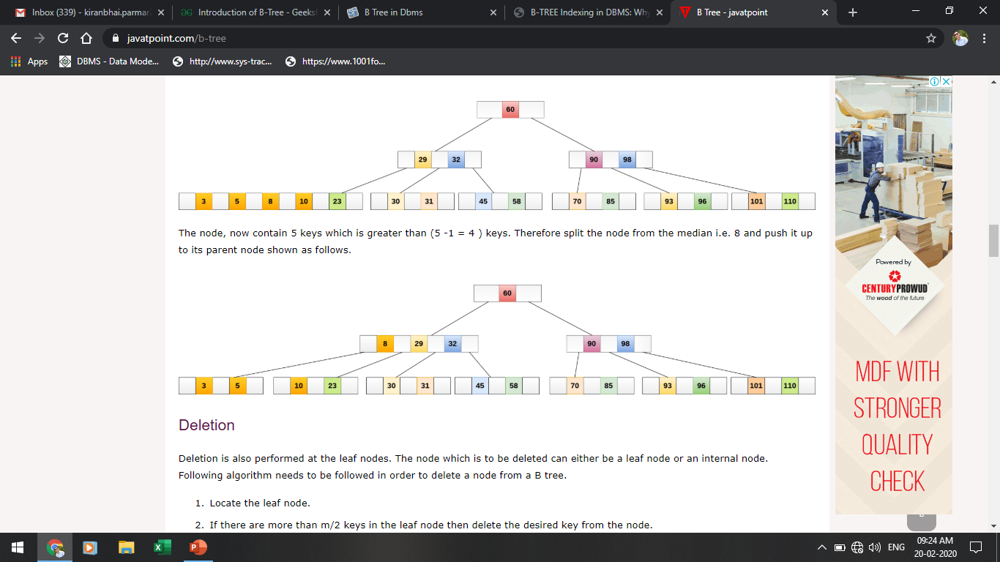 Inbox (339) - kiranbhai.parmar
Introduction of B-Tree - Geeks
B Tree in Dbms
B-TREE Indexing in DBMS: Why
B Tree - javatpoint
javatpoint.com/b-tree
Apps
DBMS - Data Mode...
http://www.sys-trac...
https://www.1001fo...
60
29 32 90 98
3 5 8 10 23 30 31 45 58 70 85 93 96 101 110
The node, now contain 5 keys which is greater than (5 -1 = 4 ) keys. Therefore split the node from the median i.e. 8 and push it up
to its parent node shown as follows.
60
8 29 32 90 98
3 5 10 23 30 31 45 58 70 85 93 96 101 110
Deletion
Deletion is also performed at the leaf nodes. The node which is to be deleted can either be a leaf node or an internal node.
Following algorithm needs to be followed in order to delete a node from a B tree.
1. Locate the leaf node.
2. If there are more than m/2 keys in the leaf node then delete the desired key from the node.
Powered by
CENTURYPROWUD
The wood of the future
MDF WITH
STRONGER
QUALITY
CHECK
ENG
09:24 AM
20-02-2020